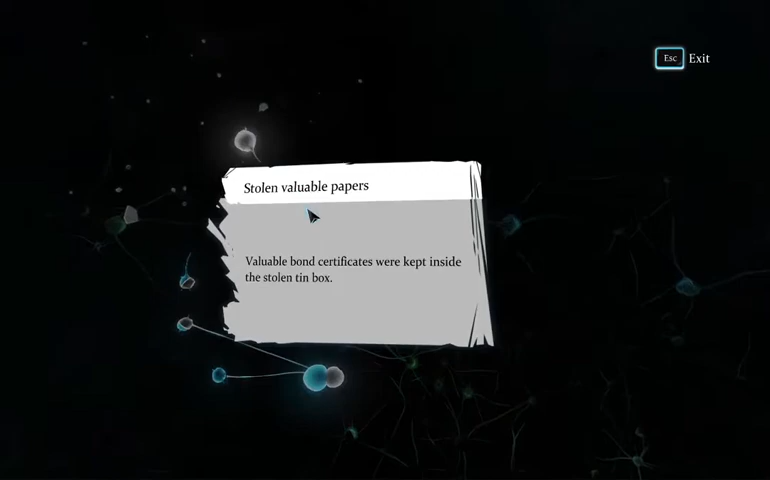 Esc Exit
Stolen valuable papers
Valuable bond certificates were kept inside
the stolen tin box.